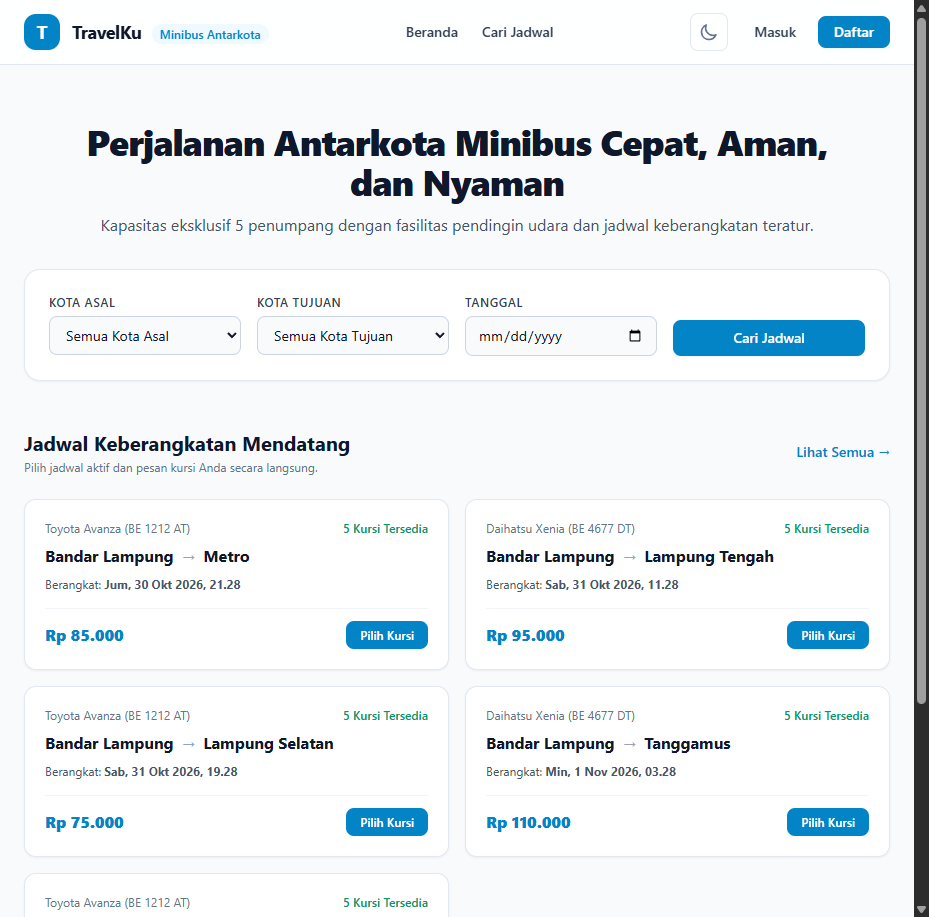 T TravelKu Minibus Antarkota Beranda Cari Jadwal Masuk Daftar
Perjalanan Antarkota Minibus Cepat, Aman,
dan Nyaman
Kapasitas eksklusif 5 penumpang dengan fasilitas pendingin udara dan jadwal keberangkatan teratur.
KOTA ASAL KOTA TUJUAN TANGGAL
Semua Kota Asal Semua Kota Tujuan mm/dd/yyyy Cari Jadwal
Jadwal Keberangkatan Mendatang
Pilih jadwal aktif dan pesan kursi Anda secara langsung.
Lihat Semua →
Toyota Avanza (BE 1212 AT) 5 Kursi Tersedia
Bandar Lampung → Metro
Berangkat: Jum, 30 Okt 2026, 21.28
Rp 85.000 Pilih Kursi
Daihatsu Xenia (BE 4677 DT) 5 Kursi Tersedia
Bandar Lampung → Lampung Tengah
Berangkat: Sab, 31 Okt 2026, 11.28
Rp 95.000 Pilih Kursi
Toyota Avanza (BE 1212 AT) 5 Kursi Tersedia
Bandar Lampung → Lampung Selatan
Berangkat: Sab, 31 Okt 2026, 19.28
Rp 75.000 Pilih Kursi
Daihatsu Xenia (BE 4677 DT) 5 Kursi Tersedia
Bandar Lampung → Tanggamus
Berangkat: Min, 1 Nov 2026, 03.28
Rp 110.000 Pilih Kursi
Toyota Avanza (BE 1212 AT) 5 Kursi Tersedia